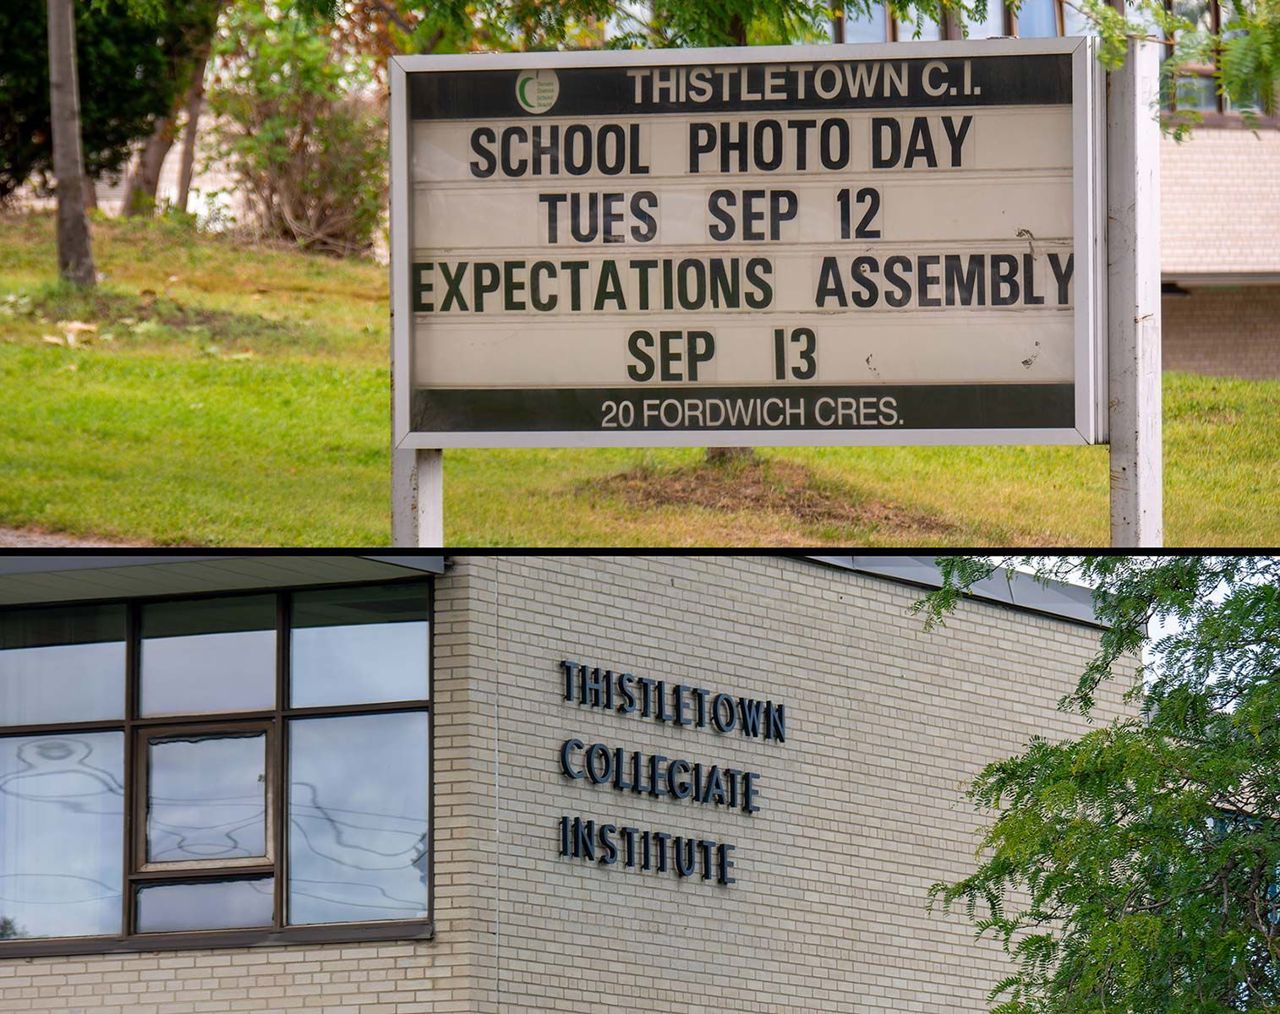 THISTLETOWN C.I.
SCHOOL PHOTO DAY
TUES SEP 12
EXPECTATIONS ASSEMBLY
SEP 13
20 FORDWICH CRES.
THISTLETOWN
COLLEGIATE
INSTITUTE